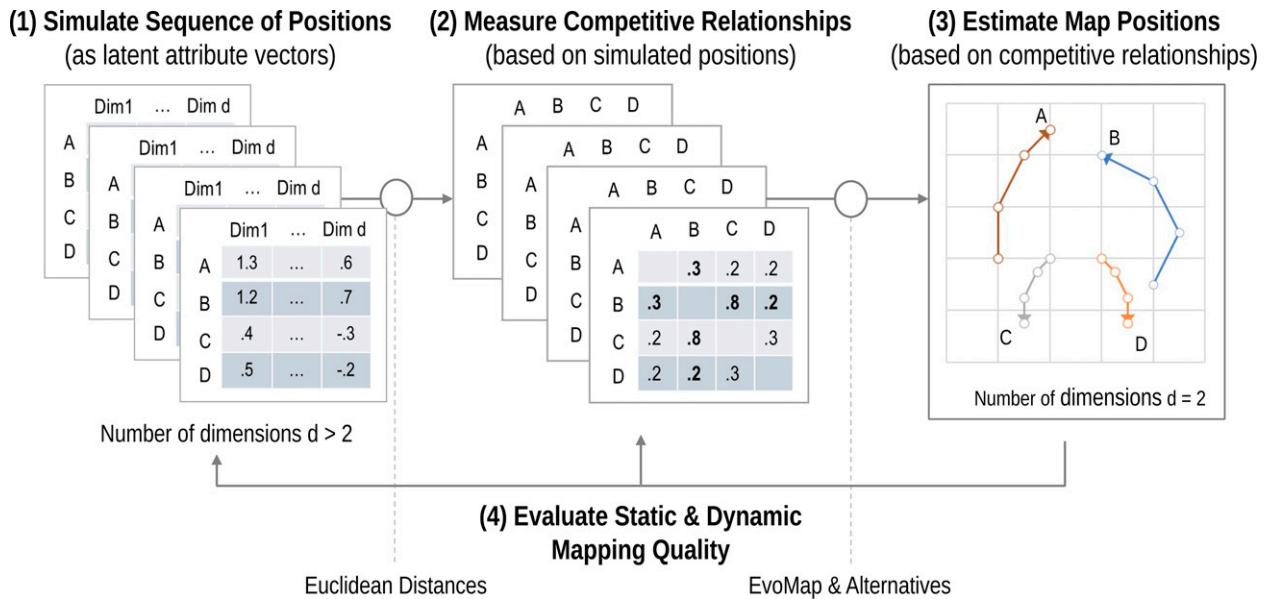 (1) Simulate Sequence of Positions
(as latent attribute vectors)
(2) Measure Competitive Relationships
(based on simulated positions)
(3) Estimate Map Positions
(based on competitive relationships)
Dim1 … Dim d
A
B
C
D
Dim1 … Dim d
A
B
C
D
Dim1 … Dim d
A
B
C
D
Dim1 … Dim d
A 1.3 … .6
B 1.2 … .7
C .4 … -.3
D .5 … -.2
Number of dimensions d > 2
A B C D
A
B
C
D
A B C D
A
B
C
D
A B C D
A
B
C
D
A B C D
A .3 .2 .2
B .3 .8 .2
C .2 .8 .3
D .2 .2 .3
A
B
C
D
Number of dimensions d = 2
(4) Evaluate Static & Dynamic
Mapping Quality
Euclidean Distances
EvoMap & Alternatives